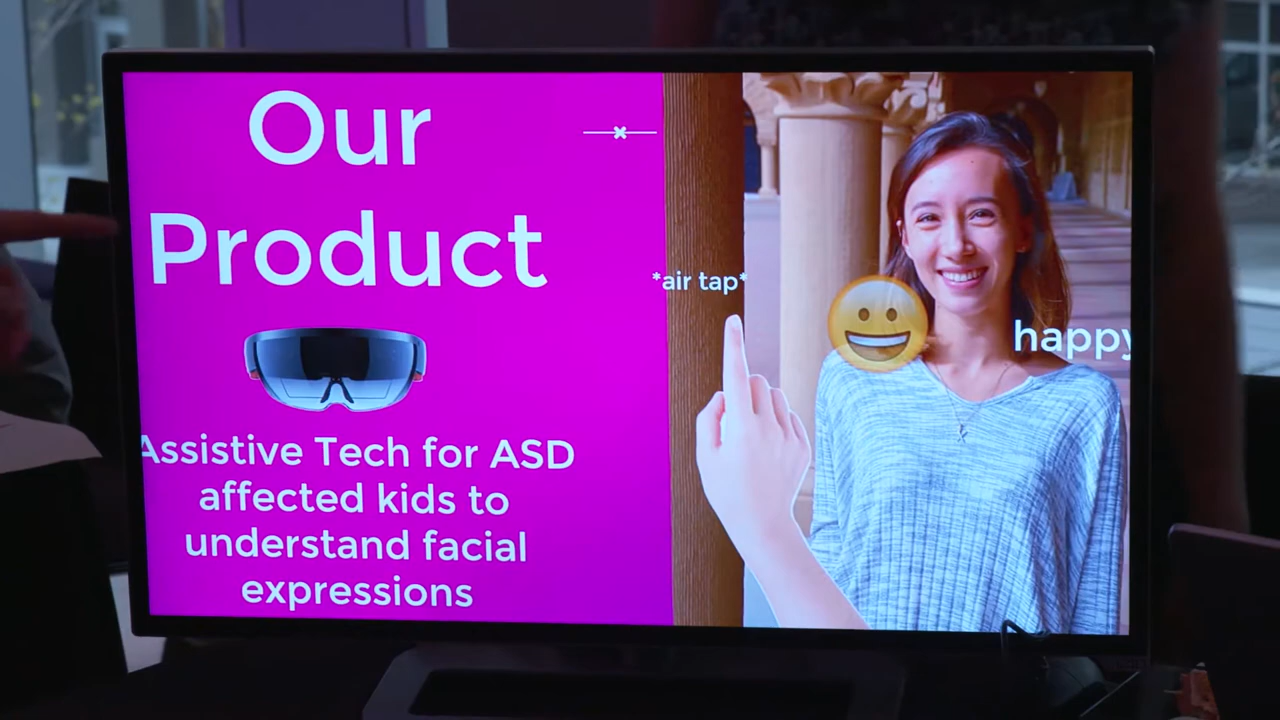 Our
Product
Assistive Tech for ASD
affected kids to
understand facial
expressions
*air tap*
happy